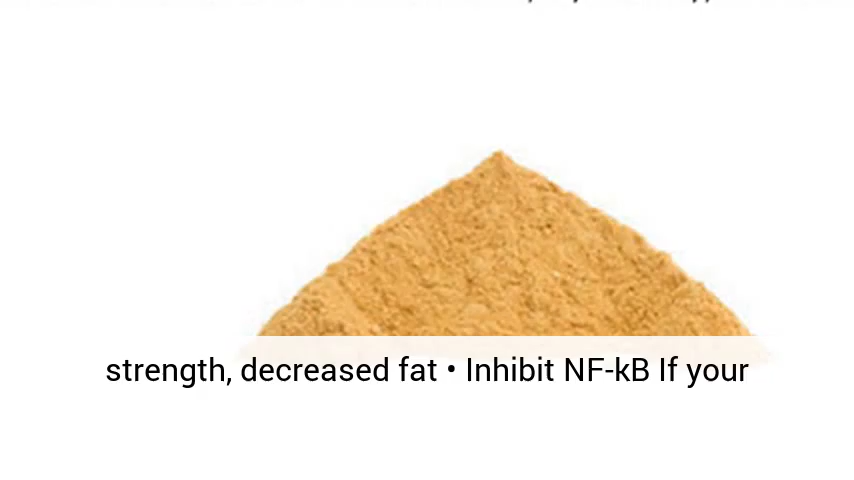 strength, decreased fat • Inhibit NF-kB If your